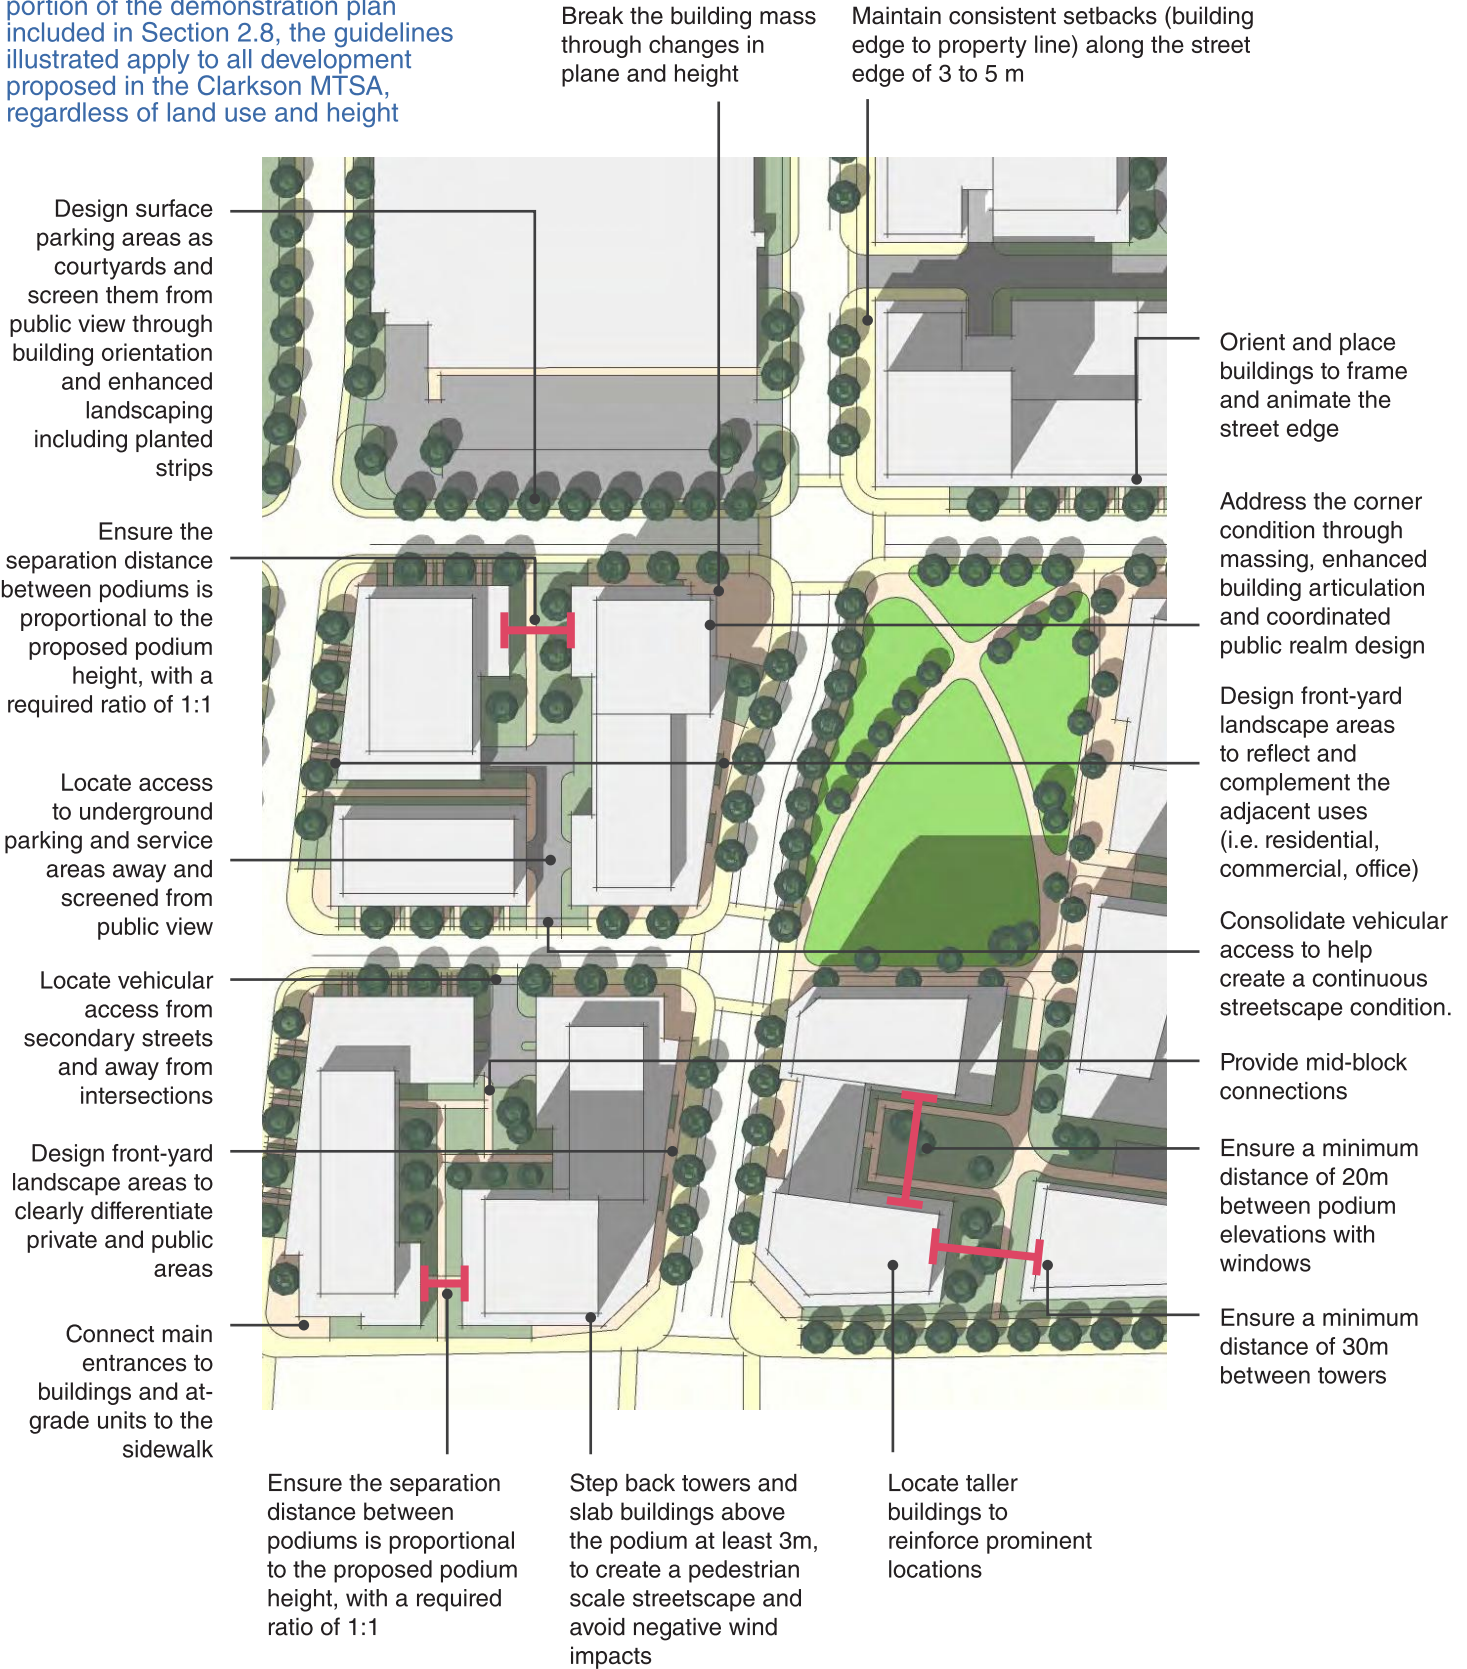 portion of the demonstration plan
included in Section 2.8, the guidelines
illustrated apply to all development
proposed in the Clarkson MTSA,
regardless of land use and height
Break the building mass
through changes in
plane and height
Maintain consistent setbacks (building
edge to property line) along the street
edge of 3 to 5 m
Design surface
parking areas as
courtyards and
screen them from
public view through
building orientation
and enhanced
landscaping
including planted
strips
Ensure the
separation distance
between podiums is
proportional to the
proposed podium
height, with a
required ratio of 1:1
Locate access
to underground
parking and service
areas away and
screened from
public view
Locate vehicular
access from
secondary streets
and away from
intersections
Design front-yard
landscape areas to
clearly differentiate
private and public
areas
Connect main
entrances to
buildings and at-
grade units to the
sidewalk
Orient and place
buildings to frame
and animate the
street edge
Address the corner
condition through
massing, enhanced
building articulation
and coordinated
public realm design
Design front-yard
landscape areas
to reflect and
complement the
adjacent uses
(i.e. residential,
commercial, office)
Consolidate vehicular
access to help
create a continuous
streetscape condition.
Provide mid-block
connections
Ensure a minimum
distance of 20m
between podium
elevations with
windows
Ensure a minimum
distance of 30m
between towers
Ensure the separation
distance between
podiums is proportional
to the proposed podium
height, with a required
ratio of 1:1
Step back towers and
slab buildings above
the podium at least 3m,
to create a pedestrian
scale streetscape and
avoid negative wind
impacts
Locate taller
buildings to
reinforce prominent
locations